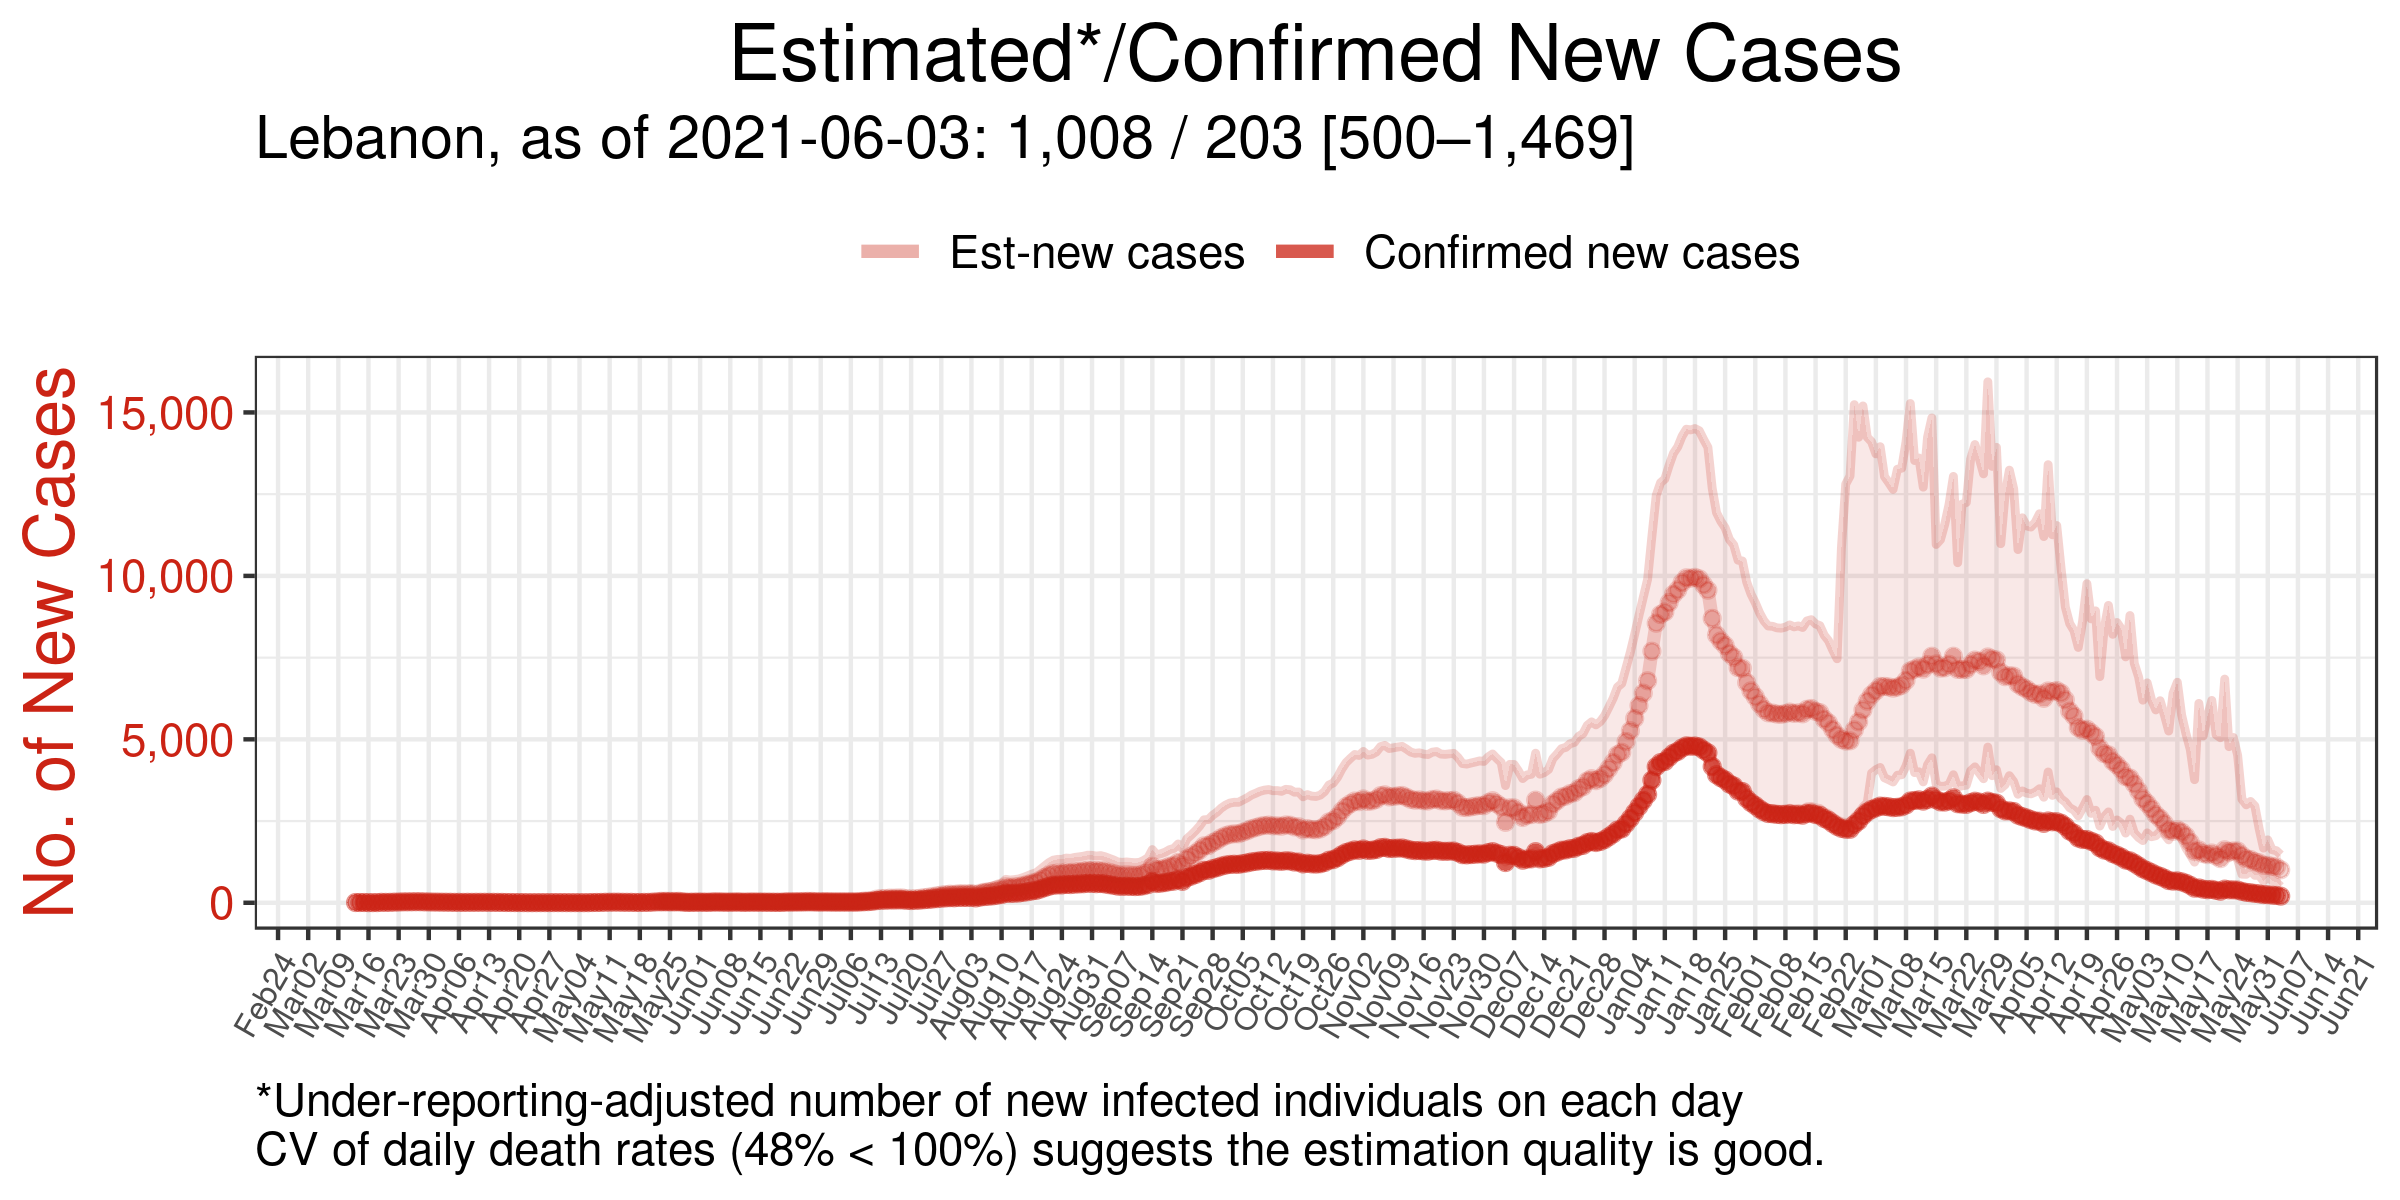 Estimated*/Confirmed New Cases
Lebanon, as of 2021-06-03: 1,008 / 203 [500–1,469]
Est-new cases Confirmed new cases
No. of New Cases
15,000
10,000
5,000
0
Feb24 Mar02 Mar09 Mar16 Mar23 Mar30 Apr06 Apr13 Apr20 Apr27 May04 May11 May18 May25 Jun01 Jun08 Jun15 Jun22 Jun29 Jul06 Jul13 Jul20 Jul27 Aug03 Aug10 Aug17 Aug24 Aug31 Sep07 Sep14 Sep21 Sep28 Oct05 Oct12 Oct19 Oct26 Nov02 Nov09 Nov16 Nov23 Nov30 Dec07 Dec14 Dec21 Dec28 Jan04 Jan11 Jan18 Jan25 Feb01 Feb08 Feb15 Feb22 Mar01 Mar08 Mar15 Mar22 Mar29 Apr05 Apr12 Apr19 Apr26 May03 May10 May17 May24 May31 Jun07 Jun14 Jun21
*Under-reporting-adjusted number of new infected individuals on each day
CV of daily death rates (48% < 100%) suggests the estimation quality is good.